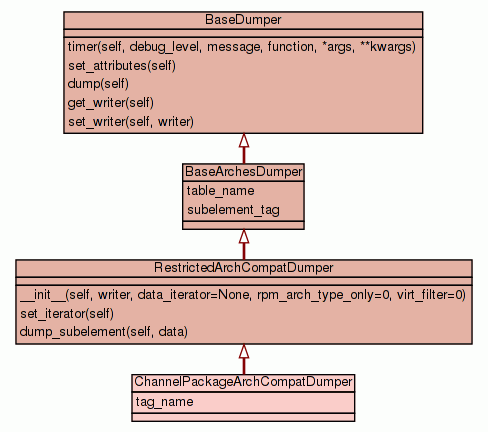 BaseDumper
timer(self, debug_level, message, function, *args, **kwargs)
set_attributes(self)
dump(self)
get_writer(self)
set_writer(self, writer)
BaseArchesDumper
table_name
subelement_tag
RestrictedArchCompatDumper
__init__(self, writer, data_iterator=None, rpm_arch_type_only=0, virt_filter=0)
set_iterator(self)
dump_subelement(self, data)
ChannelPackageArchCompatDumper
tag_name